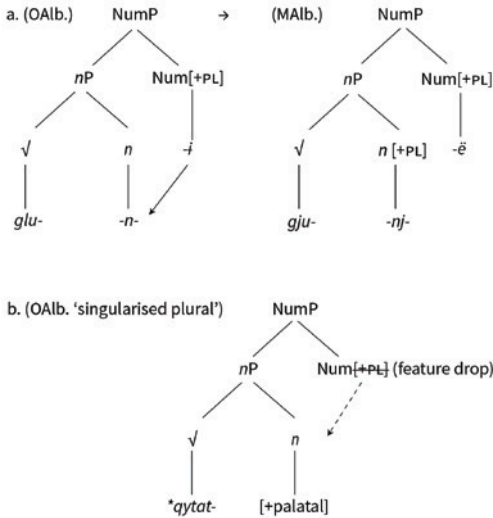 a. (OAlb.) NumP → (MAlb.) NumP
nP Num[+PL] nP Num[+PL]
√ n -i √ n [+PL] -ë
glu- -n- gju- -nj-
b. (OAlb. ‘singularised plural’) NumP
nP Num[+PL] (feature drop)
√ n
*qytat- [+palatal]